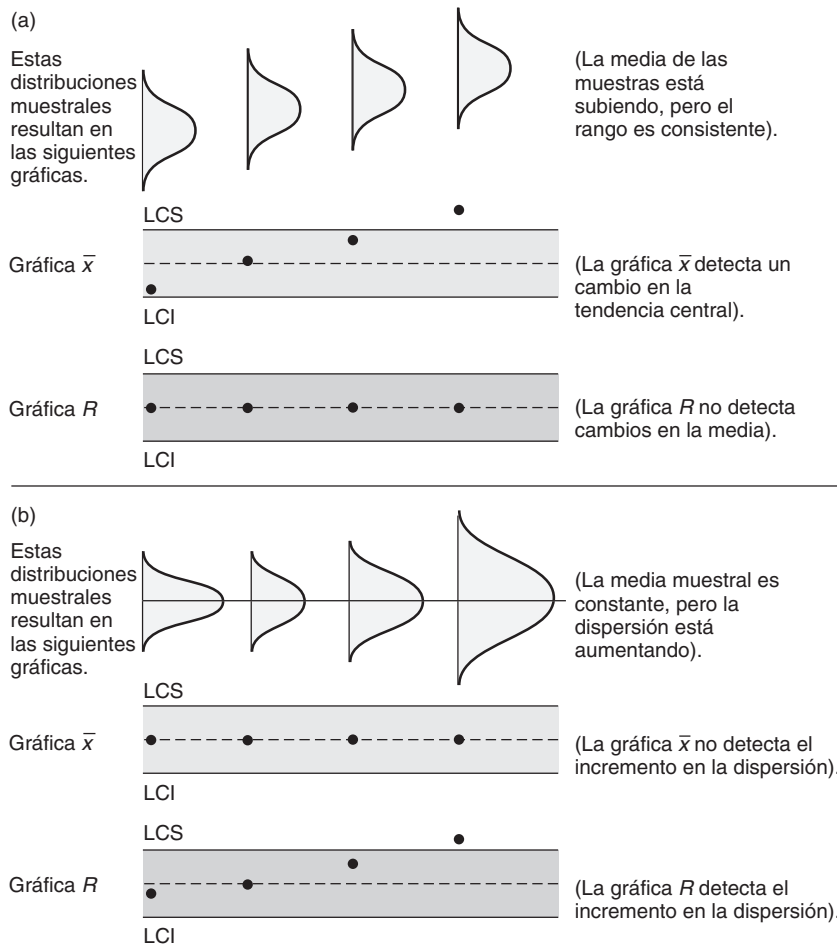 (a)
Estas
distribuciones
muestrales
resultan en
las siguientes
gráficas.
(La media de las
muestras está
subiendo, pero el
rango es consistente).
LCS
Gráfica x̅
LCI
(La gráfica x̅ detecta un
cambio en la
tendencia central).
LCS
Gráfica R
LCI
(La gráfica R no detecta
cambios en la media).
(b)
Estas
distribuciones
muestrales
resultan en
las siguientes
gráficas.
(La media muestral es
constante, pero la
dispersión está
aumentando).
LCS
Gráfica x̅
LCI
(La gráfica x̅ no detecta el
incremento en la dispersión).
LCS
Gráfica R
LCI
(La gráfica R detecta el
incremento en la dispersión).